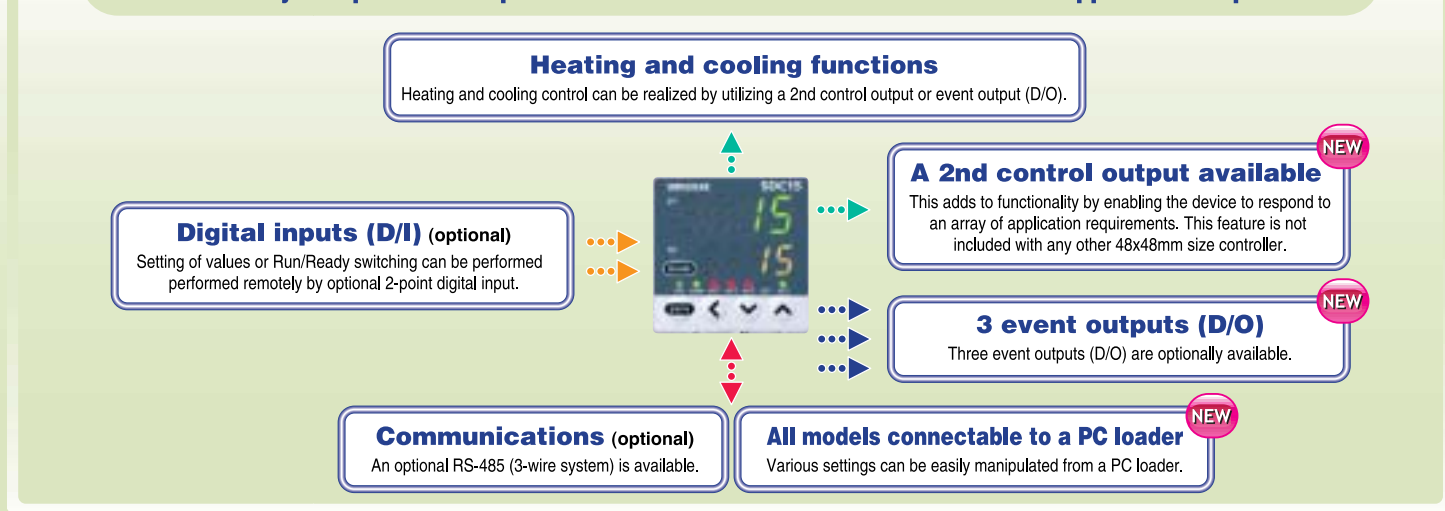 Heating and cooling functions
Heating and cooling control can be realized by utilizing a 2nd control output or event output (D/O).
NEW
A 2nd control output available
This adds to functionality by enabling the device to respond to
an array of application requirements. This feature is not
included with any other 48x48mm size controller.
SDC15
15
15
Digital inputs (D/I) (optional)
Setting of values or Run/Ready switching can be performed
performed remotely by optional 2-point digital input.
NEW
3 event outputs (D/O)
Three event outputs (D/O) are optionally available.
Communications (optional)
An optional RS-485 (3-wire system) is available.
NEW
All models connectable to a PC loader
Various settings can be easily manipulated from a PC loader.